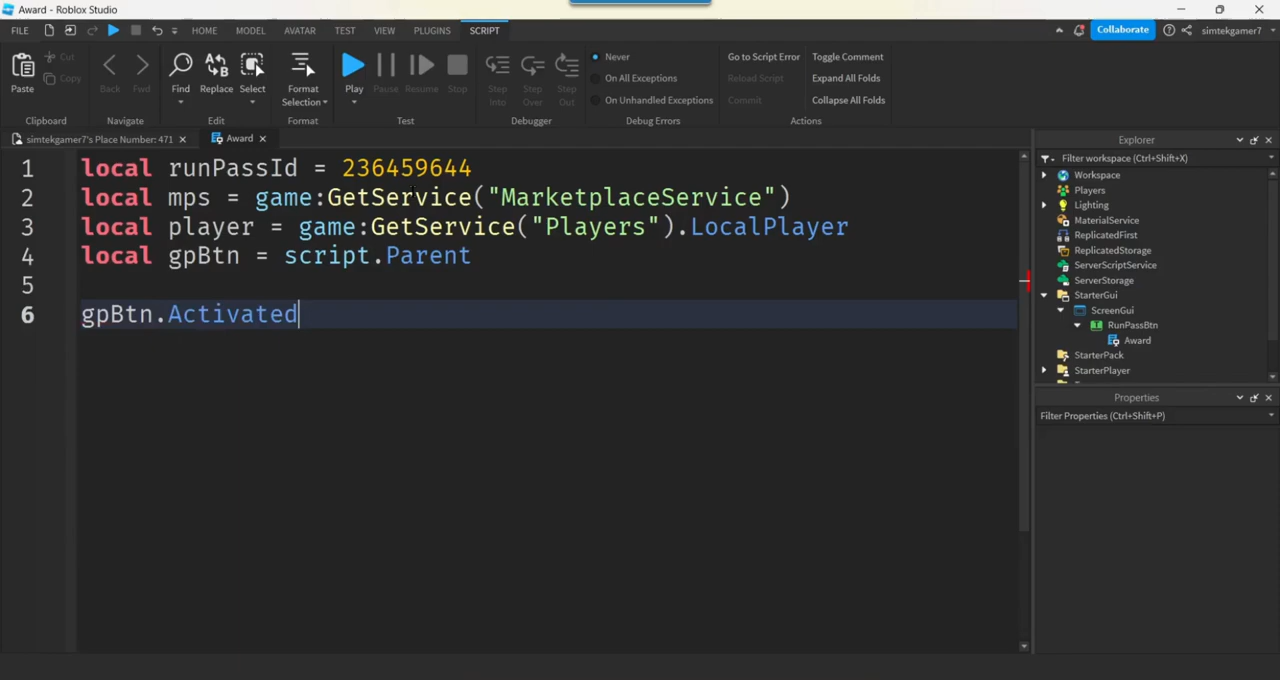 Award - Roblox Studio
FILE HOME MODEL AVATAR TEST VIEW PLUGINS SCRIPT Collaborate simtekgamer7
Paste Cut Copy
Back Fwd
Find Replace Select
Format Selection
Play Pause Resume Stop
Step Into Step Over Step Out
Never
On All Exceptions
On Unhandled Exceptions
Go to Script Error Toggle Comment
Reload Script Expand All Folds
Commit Collapse All Folds
Clipboard Navigate Edit Format Test Debugger Debug Errors Actions
simtekgamer7's Place Number: 471 Award
1 local runPassId = 236459644
2 local mps = game:GetService("MarketplaceService")
3 local player = game:GetService("Players").LocalPlayer
4 local gpBtn = script.Parent
5
6 gpBtn.Activated
Explorer
Filter workspace (Ctrl+Shift+X)
Workspace
Players
Lighting
MaterialService
ReplicatedFirst
ReplicatedStorage
ServerScriptService
ServerStorage
StarterGui
ScreenGui
RunPassBtn
Award
StarterPack
StarterPlayer
Properties
Filter Properties (Ctrl+Shift+P)